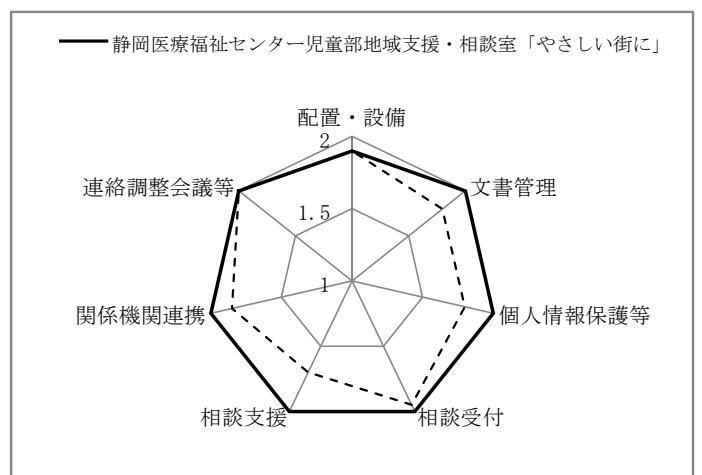 静岡医療福祉センター児童部地域支援・相談室「やさしい街に」
配置・設備
2
連絡調整会議等
文書管理
1.5
1
関係機関連携
個人情報保護等
相談支援
相談受付